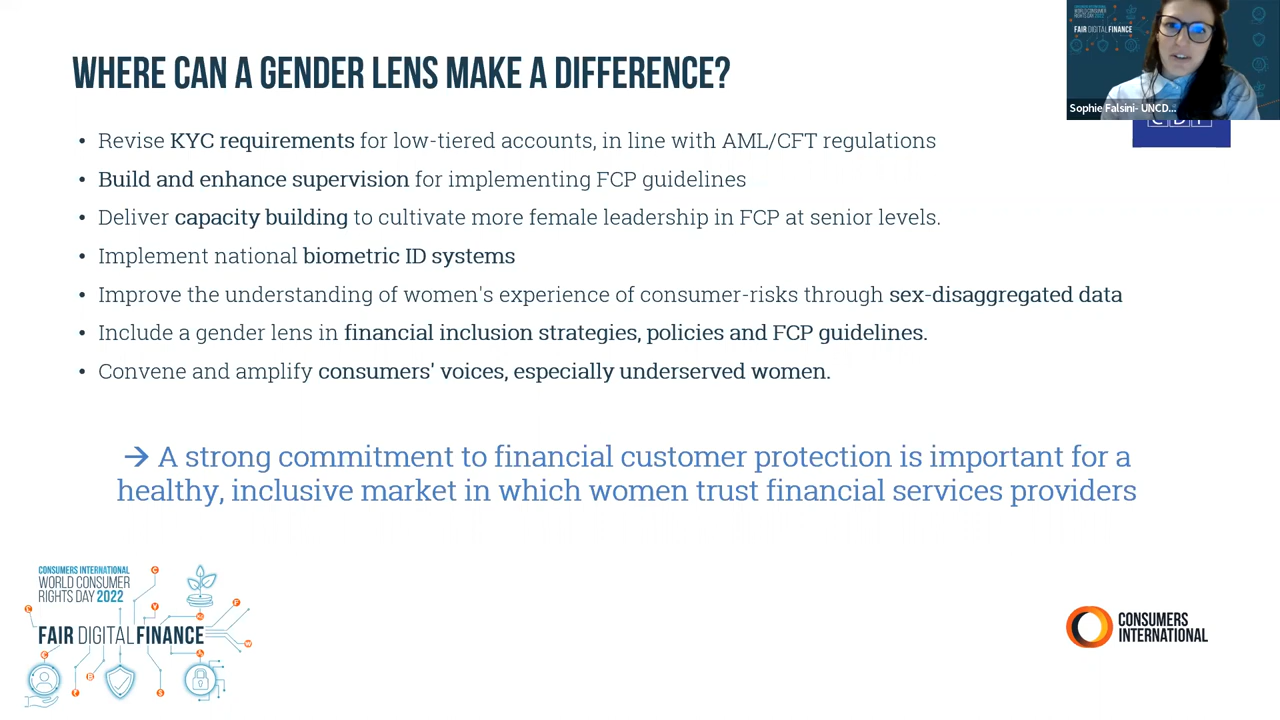 WHERE CAN A GENDER LENS MAKE A DIFFERENCE?
• Revise KYC requirements for low-tiered accounts, in line with AML/CFT regulations
• Build and enhance supervision for implementing FCP guidelines
• Deliver capacity building to cultivate more female leadership in FCP at senior levels.
• Implement national biometric ID systems
• Improve the understanding of women's experience of consumer-risks through sex-disaggregated data
• Include a gender lens in financial inclusion strategies, policies and FCP guidelines.
• Convene and amplify consumers' voices, especially underserved women.
→ A strong commitment to financial customer protection is important for a
healthy, inclusive market in which women trust financial services providers
FAIR DIGITAL FINANCE
Sophie Falsini- UNCD...
CONSUMERS INTERNATIONAL
WORLD CONSUMER
RIGHTS DAY 2022
FAIR DIGITAL FINANCE
CONSUMERS
INTERNATIONAL